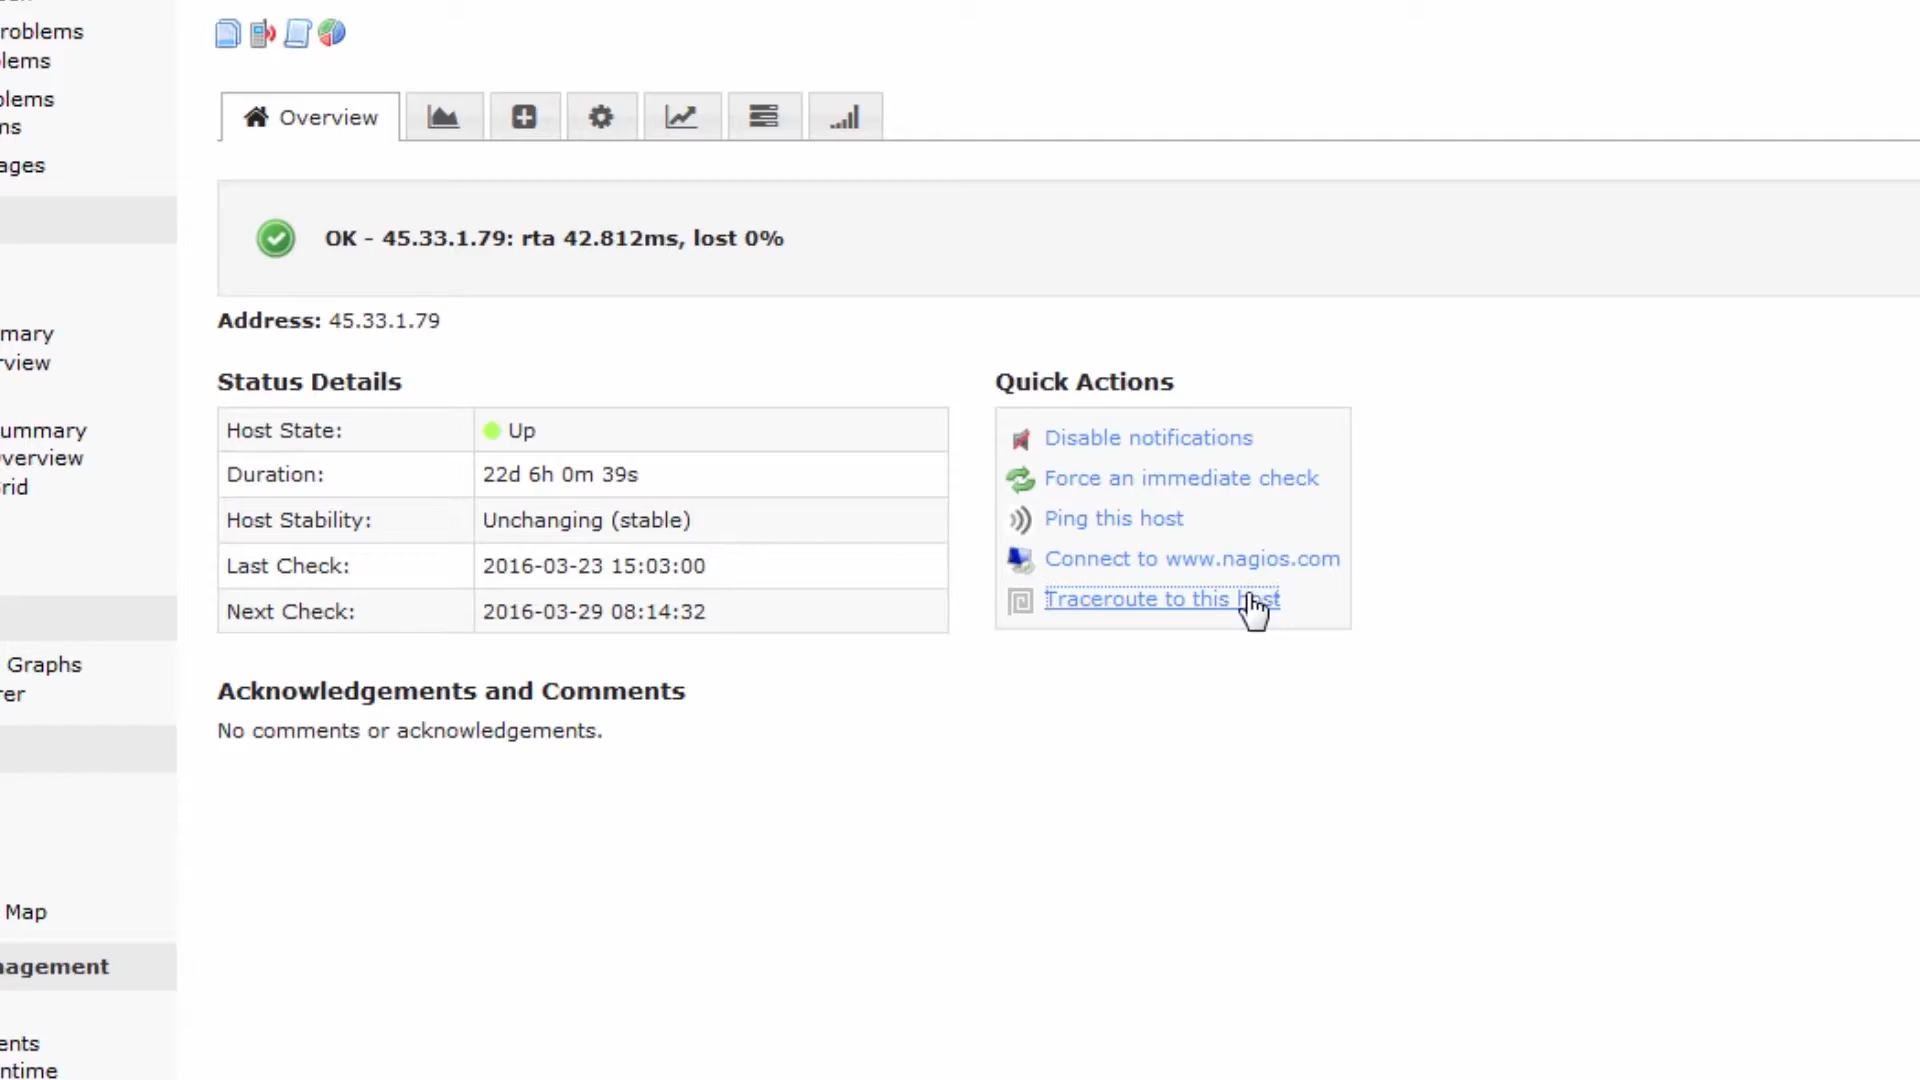 roblems
lems
olems
ns
ages
mary
rview
ummary
verview
rid
Graphs
rer
Map
nagement
ents
ntime
Overview
OK - 45.33.1.79: rta 42.812ms, lost 0%
Address: 45.33.1.79
Status Details
Host State: Up
Duration: 22d 6h 0m 39s
Host Stability: Unchanging (stable)
Last Check: 2016-03-23 15:03:00
Next Check: 2016-03-29 08:14:32
Quick Actions
Disable notifications
Force an immediate check
Ping this host
Connect to www.nagios.com
Traceroute to this host
Acknowledgements and Comments
No comments or acknowledgements.